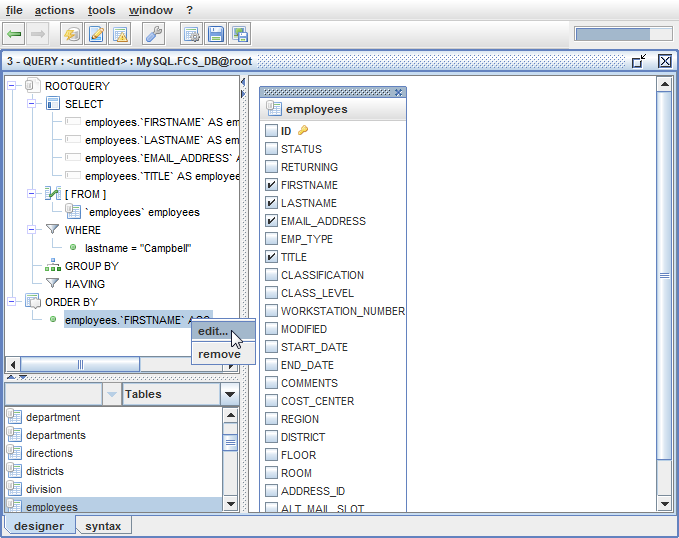 file actions tools window ?
3 - QUERY : <untitled1> : MySQL.FCS_DB@root
ROOTQUERY
SELECT
employees.`FIRSTNAME` AS em
employees.`LASTNAME` AS em
employees.`EMAIL_ADDRESS` A
employees.`TITLE` AS employee
[ FROM ]
`employees` employees
WHERE
lastname = "Campbell"
GROUP BY
HAVING
ORDER BY
employees.`FIRSTNAME`
edit...
remove
Tables
department
departments
directions
districts
division
employees
designer syntax
employees
ID
STATUS
RETURNING
FIRSTNAME
LASTNAME
EMAIL_ADDRESS
EMP_TYPE
TITLE
CLASSIFICATION
CLASS_LEVEL
WORKSTATION_NUMBER
MODIFIED
START_DATE
END_DATE
COMMENTS
COST_CENTER
REGION
DISTRICT
FLOOR
ROOM
ADDRESS_ID
ALT_MAIL_SLOT